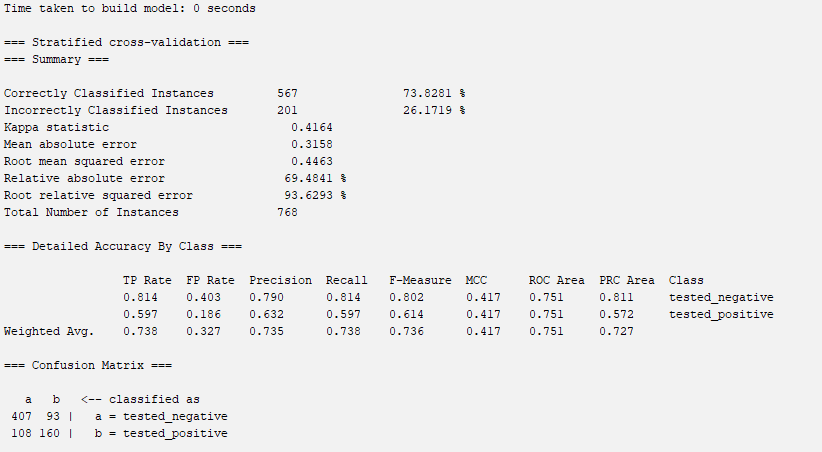 Time taken to build model: 0 seconds
=== Stratified cross-validation ===
=== Summary ===
Correctly Classified Instances 567 73.8281 %
Incorrectly Classified Instances 201 26.1719 %
Kappa statistic 0.4164
Mean absolute error 0.3158
Root mean squared error 0.4463
Relative absolute error 69.4841 %
Root relative squared error 93.6293 %
Total Number of Instances 768
=== Detailed Accuracy By Class ===
TP Rate FP Rate Precision Recall F-Measure MCC ROC Area PRC Area Class
0.814 0.403 0.790 0.814 0.802 0.417 0.751 0.811 tested_negative
0.597 0.186 0.632 0.597 0.614 0.417 0.751 0.572 tested_positive
Weighted Avg. 0.738 0.327 0.735 0.738 0.736 0.417 0.751 0.727
=== Confusion Matrix ===
a b <-- classified as
407 93 | a = tested_negative
108 160 | b = tested_positive